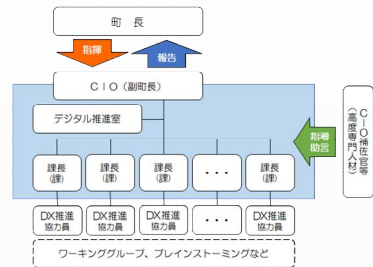 町 長
指揮
報告
CIO（副町長）
デジタル推進室
課長
(課)
課長
(課)
課長
(課)
・・・
課長
(課)
DX推進
協力員
DX推進
協力員
DX推進
協力員
・・・
DX推進
協力員
ワーキンググループ、ブレインストーミングなど
指導
助言
CIO補佐官等
（高度専門人材）